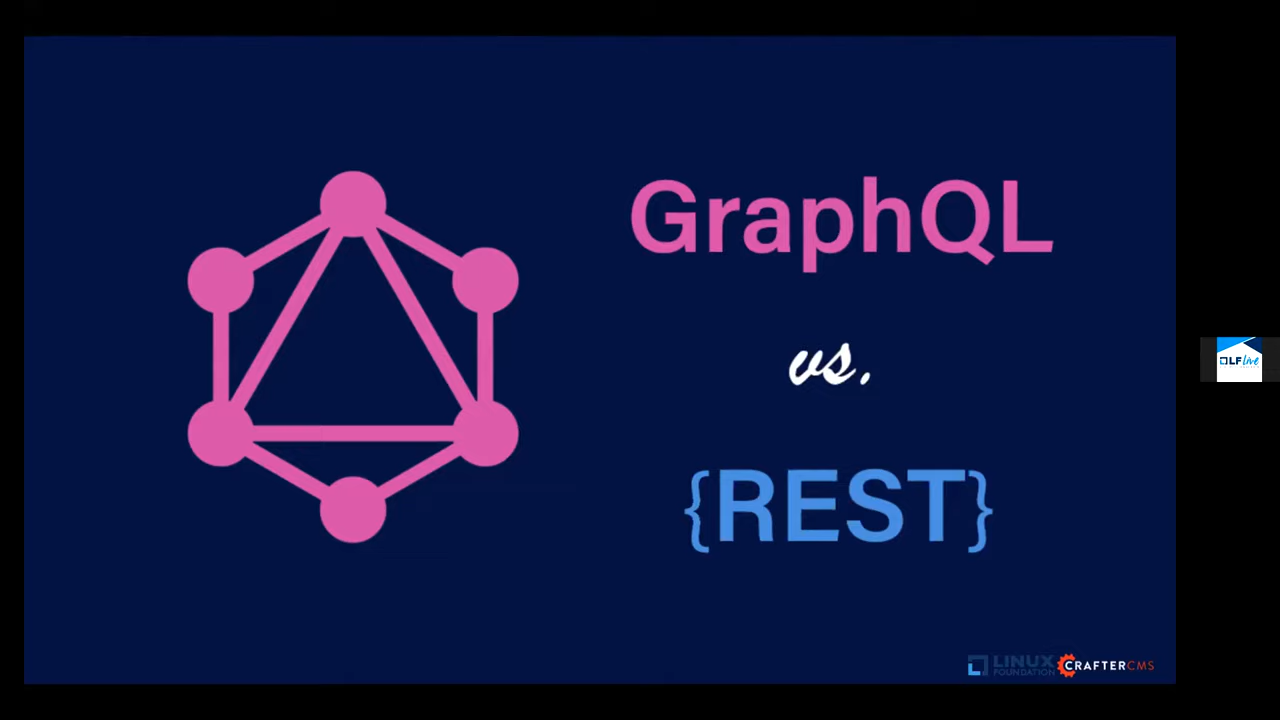 GraphQL
vs.
{REST}
LF live
LINUX
FOUNDATION
CRAFTERCMS